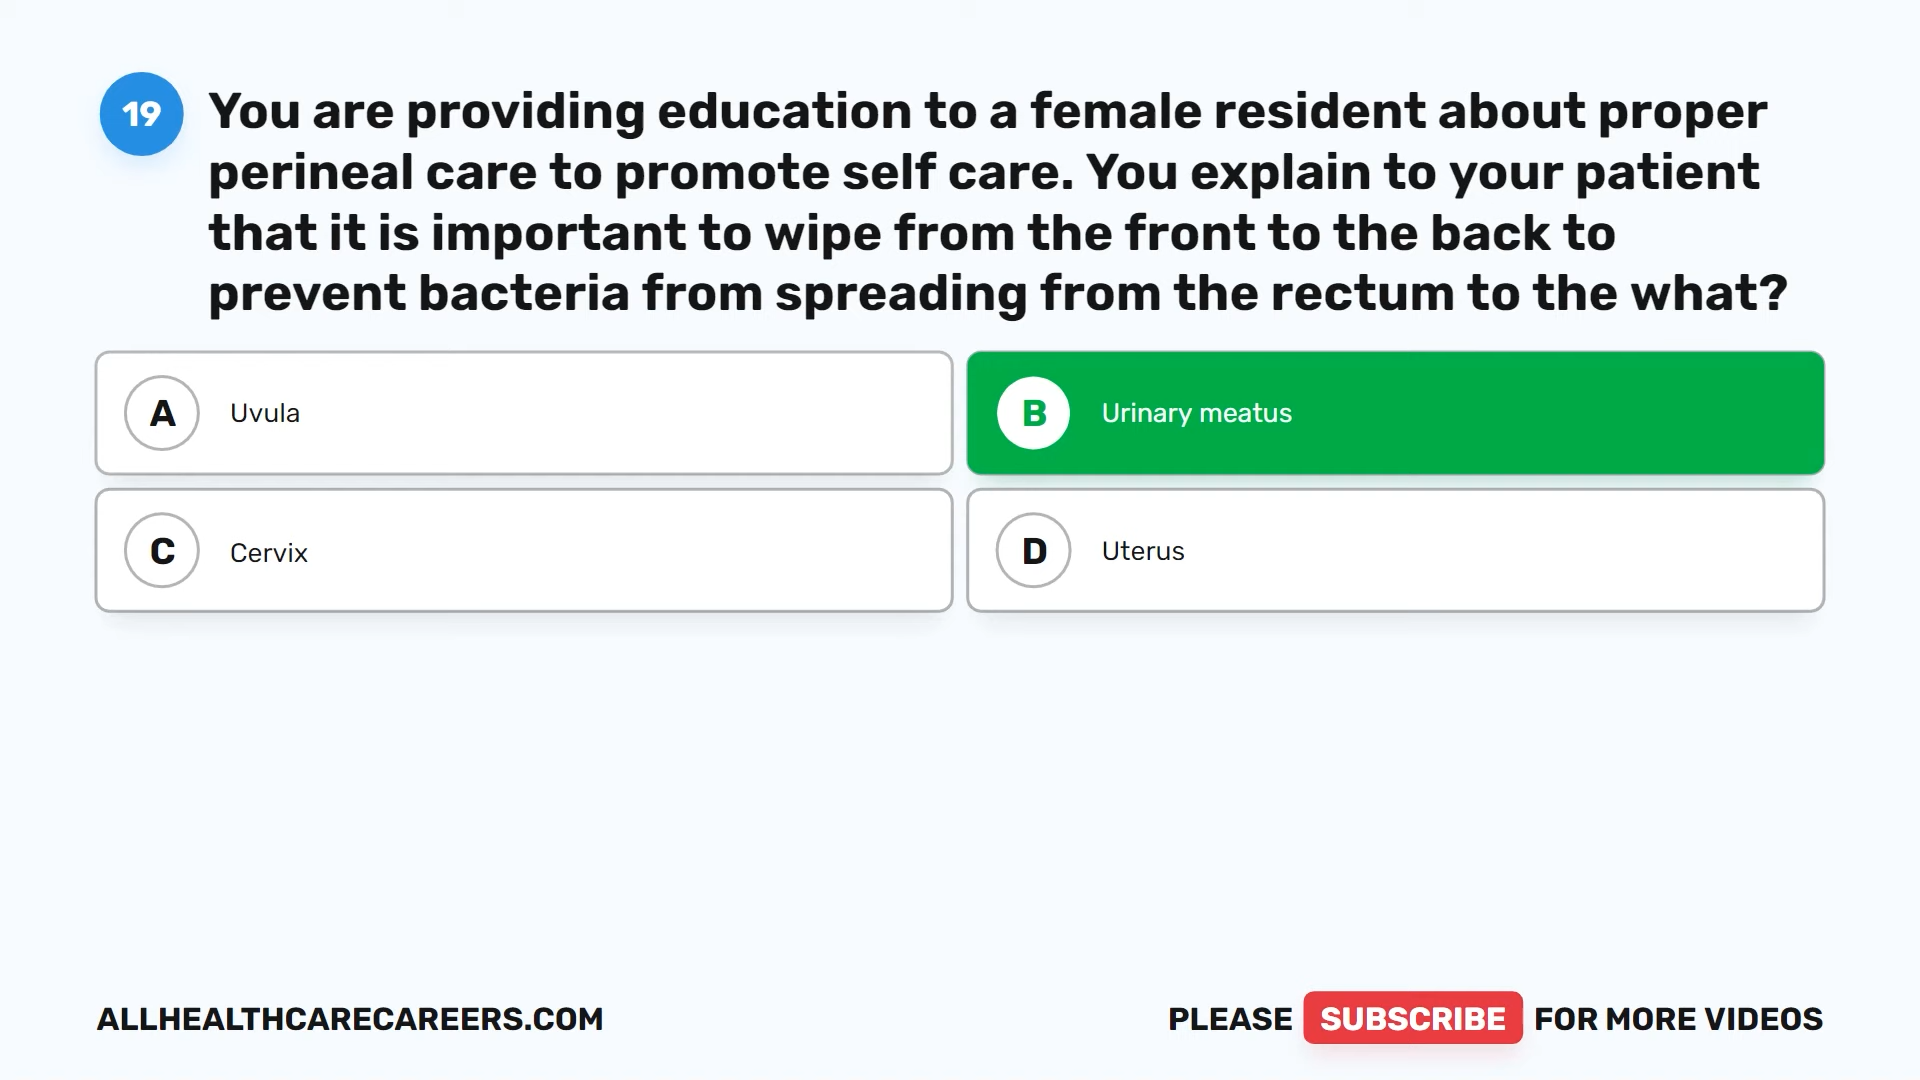 19
You are providing education to a female resident about proper
perineal care to promote self care. You explain to your patient
that it is important to wipe from the front to the back to
prevent bacteria from spreading from the rectum to the what?
A Uvula
B Urinary meatus
C Cervix
D Uterus
ALLHEALTHCARECAREERS.COM
PLEASE SUBSCRIBE FOR MORE VIDEOS